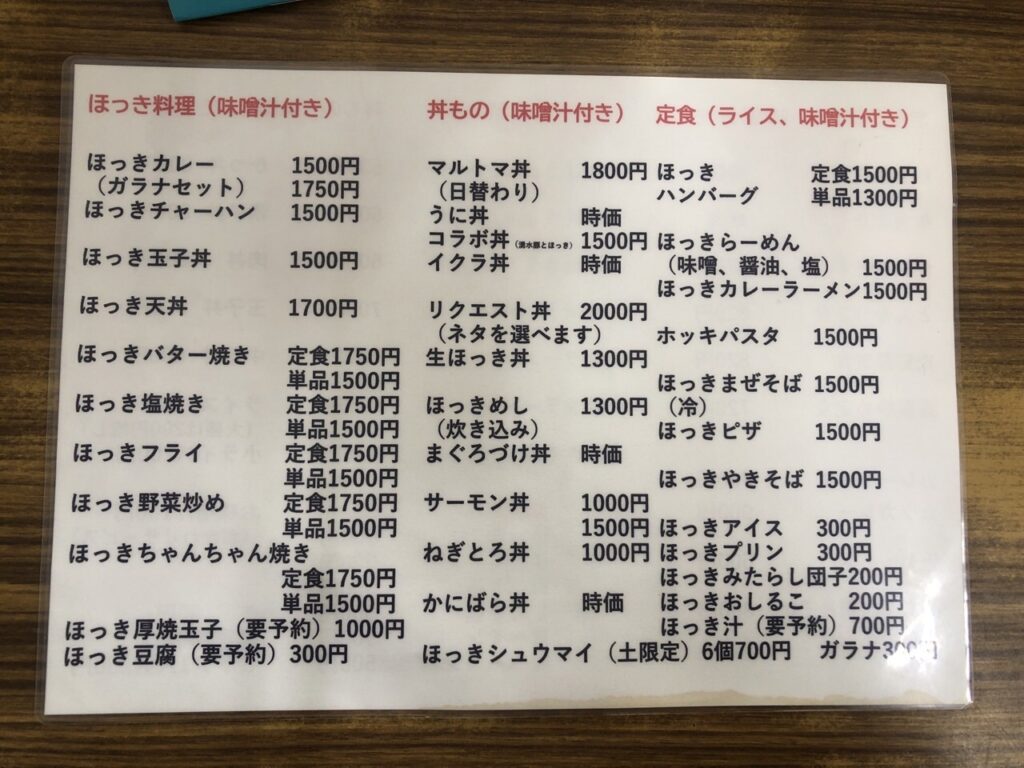 ほっき料理（味噌汁付き）
ほっきカレー 1500円
（ガラナセット） 1750円
ほっきチャーハン 1500円
ほっき玉子丼 1500円
ほっき天丼 1700円
ほっきバター焼き 定食1750円
単品1500円
ほっき塩焼き 定食1750円
単品1500円
ほっきフライ 定食1750円
単品1500円
ほっき野菜炒め 定食1750円
単品1500円
ほっきちゃんちゃん焼き
定食1750円
単品1500円
ほっき厚焼玉子（要予約）1000円
ほっき豆腐（要予約）300円
丼もの（味噌汁付き）
マルトマ丼 1800円
（日替わり）
うに丼 時価
コラボ丼 1500円
イクラ丼 時価
リクエスト丼 2000円
（ネタを選べます）
生ほっき丼 1300円
ほっきめし 1300円
（炊き込み）
まぐろづけ丼 時価
サーモン丼 1000円
1500円
ねぎとろ丼 1000円
かにばら丼 時価
ほっきシュウマイ（土限定）6個700円
定食（ライス、味噌汁付き）
ほっき 定食1500円
ハンバーグ 単品1300円
ほっきらーめん
（味噌、醤油、塩） 1500円
ほっきカレーラーメン1500円
ホッキパスタ 1500円
ほっきまぜそば 1500円
（冷）
ほっきピザ 1500円
ほっきやきそば 1500円
ほっきアイス 300円
ほっきプリン 300円
ほっきみたらし団子200円
ほっきおしるこ 200円
ほっき汁（要予約）700円
ガラナ300円